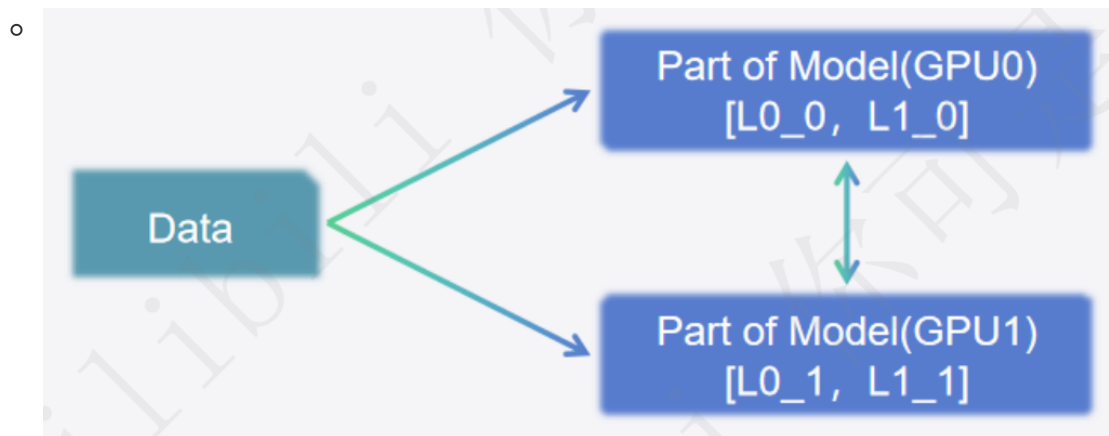 Part of Model(GPU0)
[L0_0, L1_0]
Data
Part of Model(GPU1)
[L0_1, L1_1]